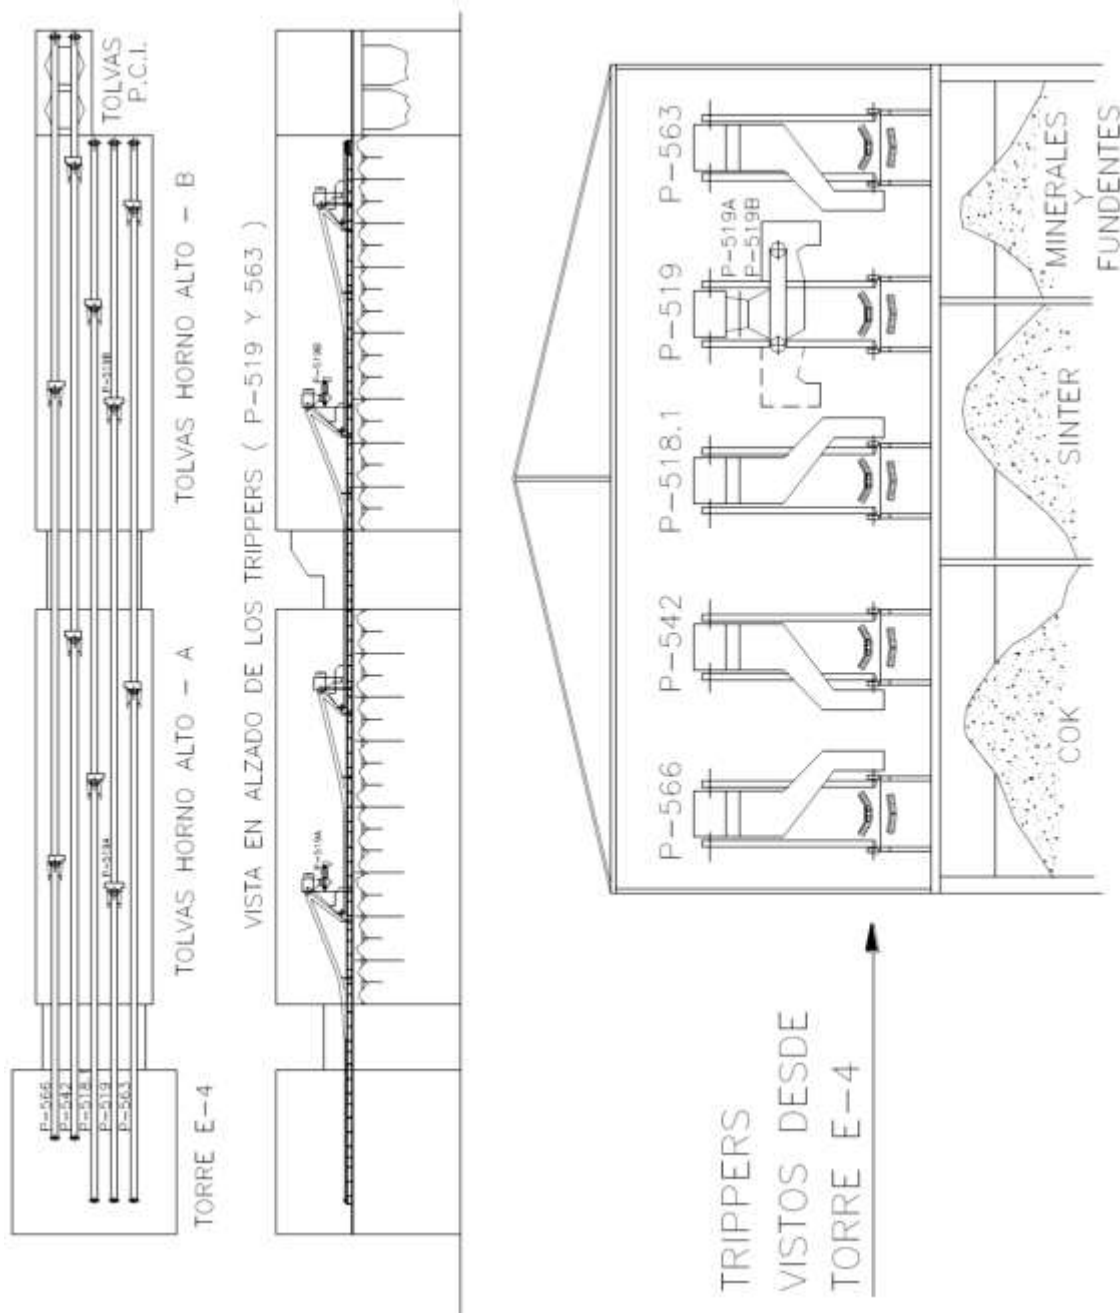 P-566
P-542
P-518.1
P-519
P-563
P-519A
P-519B
TORRE E-4
TOLVAS HORNO ALTO - A
TOLVAS HORNO ALTO - B
TOLVAS
P.C.I.
VISTA EN ALZADO DE LOS TRIPPERS ( P-519 Y 563 )
P-519A
P-519B
TRIPPERS
VISTOS DESDE
TORRE E-4
P-566
P-542
P-518.1
P-519
P-519A
P-519B
P-563
COK
SINTER
MINERALES
Y
FUNDENTES